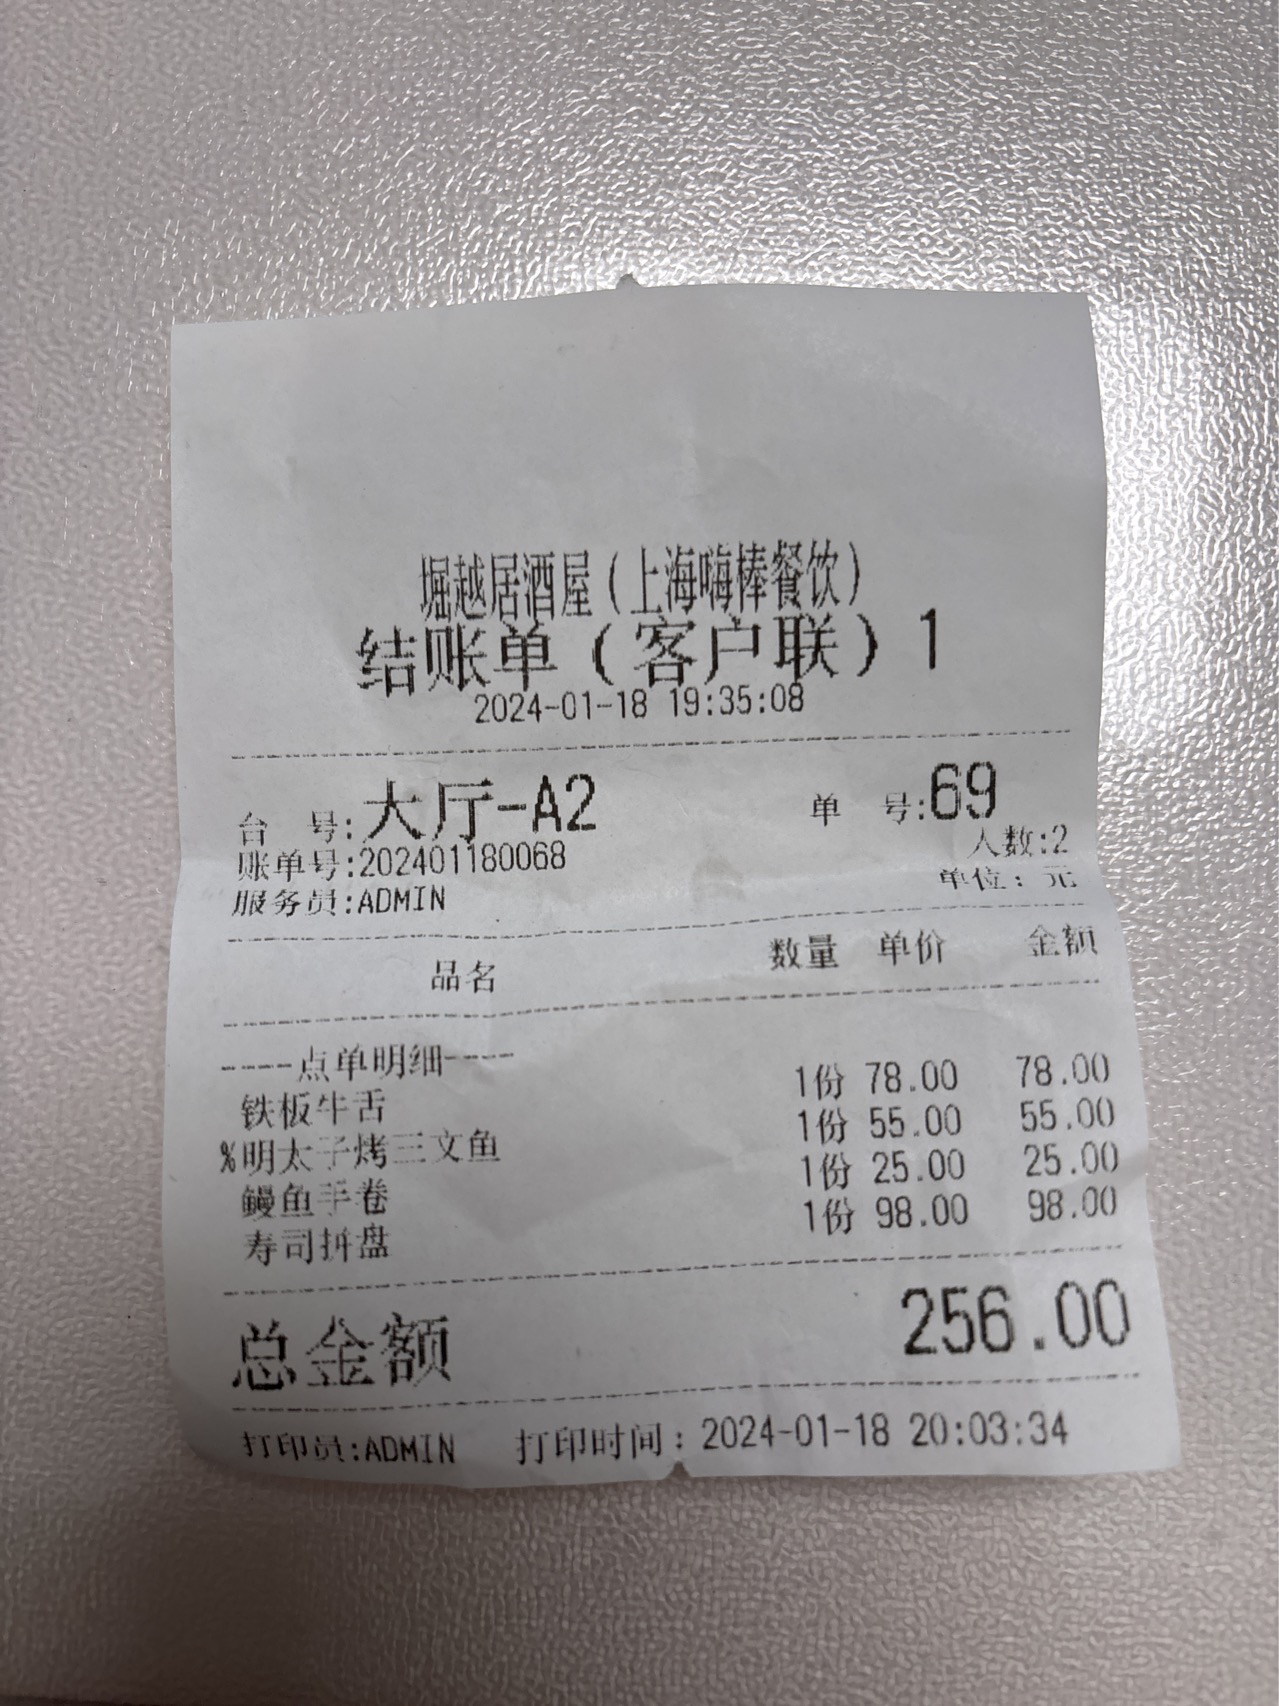 堀越居酒屋(上海嗨棒餐饮)
结账单(客户联)1
2024-01-18 19:35:08
台 号:大厅-A2 单 号:69
账单号:202401180068 人数:2
服务员:ADMIN 单位:元
品名 数量 单价 金额
----点单明细----
铁板牛舌 1份 78.00 78.00
%明太子烤三文鱼 1份 55.00 55.00
鳗鱼手卷 1份 25.00 25.00
寿司拼盘 1份 98.00 98.00
总金额 256.00
打印员:ADMIN 打印时间:2024-01-18 20:03:34